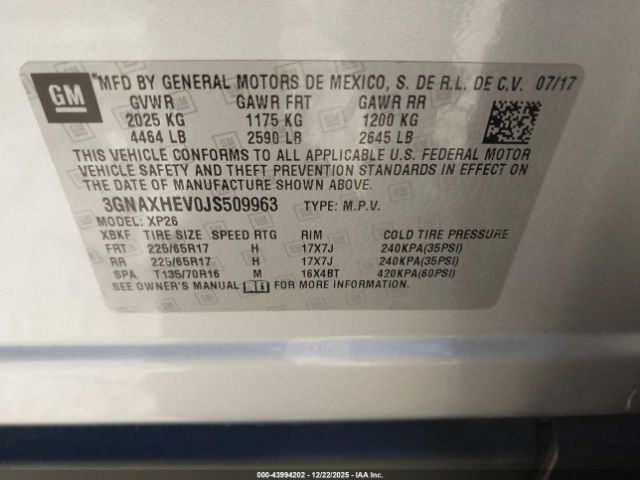 GM
MFD BY GENERAL MOTORS DE MEXICO, S. DE R.L. DE C.V. 07/17
GVWR GAWR FRT GAWR RR
2025 KG 1175 KG 1200 KG
4464 LB 2590 LB 2645 LB
THIS VEHICLE CONFORMS TO ALL APPLICABLE U.S. FEDERAL MOTOR
VEHICLE SAFETY AND THEFT PREVENTION STANDARDS IN EFFECT ON
THE DATE OF MANUFACTURE SHOWN ABOVE.
3GNAXHEV0JS509963 TYPE: M.P.V.
MODEL: XP26
XBKF TIRE SIZE SPEED RTG RIM COLD TIRE PRESSURE
FRT 225/65R17 H 17X7J 240KPA(35PSI)
RR 225/65R17 H 17X7J 240KPA(35PSI)
SPA T135/70R16 M 16X4BT 420KPA(60PSI)
SEE OWNER'S MANUAL FOR MORE INFORMATION.
000-43994202 - 12/22/2025 - IAA Inc.